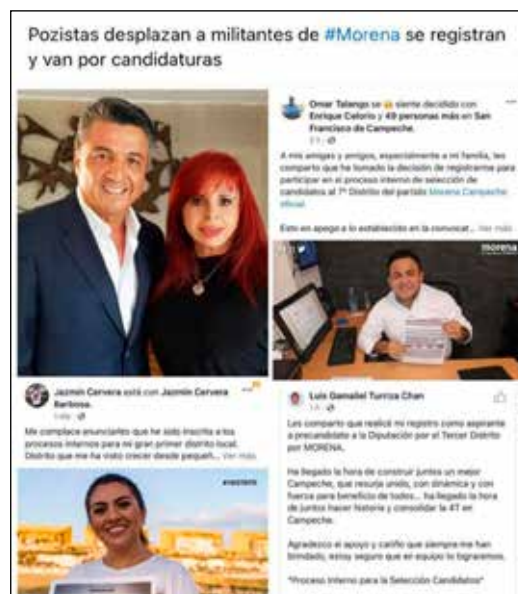 Pozistas desplazan a militantes de #Morena se registran
y van por candidaturas
Omar Talango se siente decidido con
Enrique Calorio y 49 personas más en San
Francisco de Campeche.
A mis amigas y amigos, especialmente a mi familia, les
comparto que he tomado la decisión de registrarme para
participar en el proceso interno de selección de
candidatos al 7º Distrito del partido Morena Campeche
oficial
Esto en apego a lo establecido en la convocat... Ver más
morena
Jazmin Cervera está con Jazmin Cervera
Barbosa.
Me complace anunciarles que he sido inscrita a los
procesos internos para mi gran primer distrito local.
Distrito que me ha visto crecer desde pequeñ... Ver más
Luis Gamaliel Turriza Chan
Les comparto que realicé mi registro como aspirante
a precandidato a la Diputación por el Tercer Distrito
por MORENA.
Ha llegado la hora de construir juntos un mejor
Campeche, que resurja unido, con dinámica y con
fuerza para beneficio de todos... ha llegado la hora
de juntos hacer historia y consolidar la 4T en
Campeche.
Agradezco el apoyo y cariño que siempre me han
brindado, estoy seguro que en equipo lo lograremos.
"Proceso Interno para la Selección Candidatos"